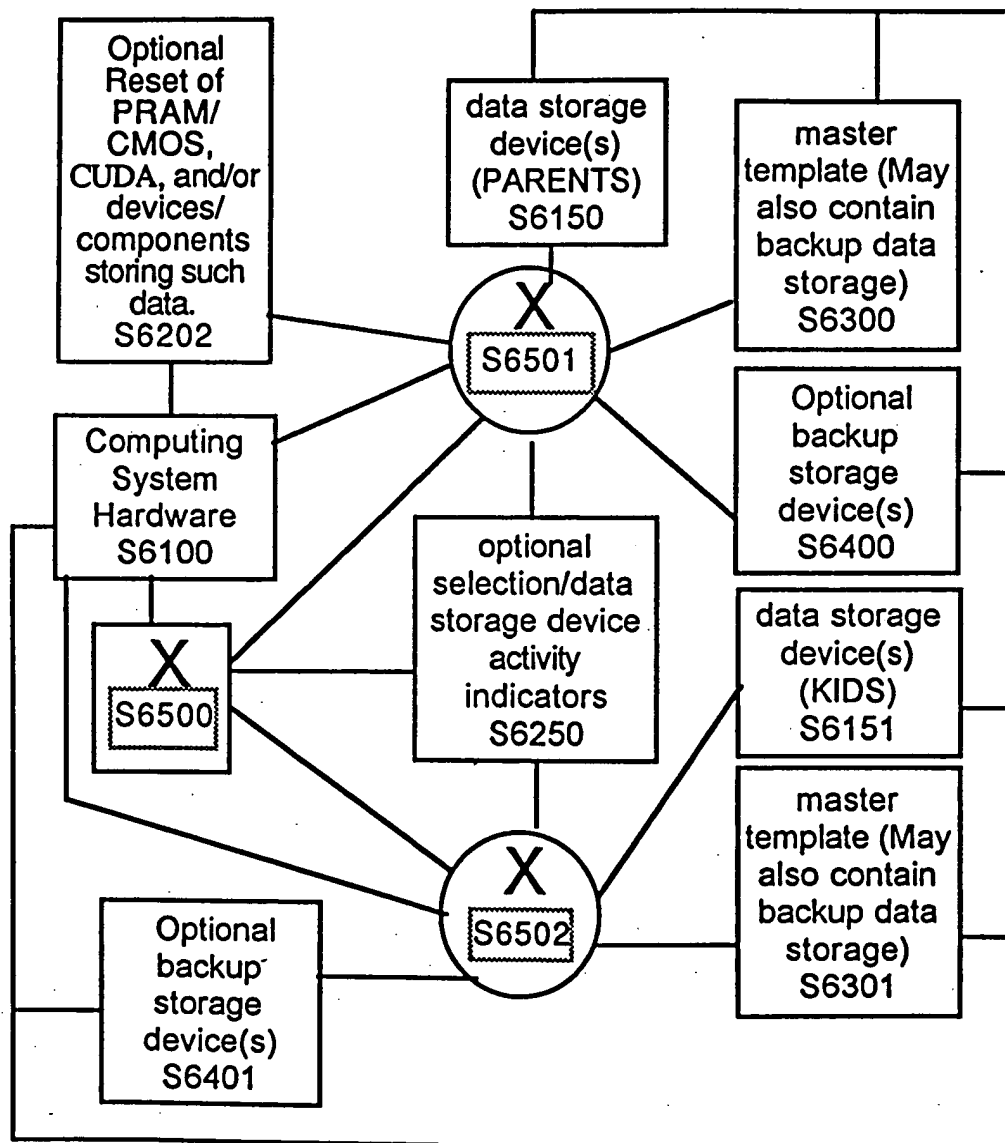 Optional
Reset of
PRAM/
CMOS,
CUDA, and/or
devices/
components
storing such
data.
S6202
data storage
device(s)
(PARENTS)
S6150
master
template (May
also contain
backup data
storage)
S6300
X
S6501
Computing
System
Hardware
S6100
Optional
backup
storage
device(s)
S6400
optional
selection/data
storage device
activity
indicators
S6250
X
S6500
data storage
device(s)
(KIDS)
S6151
master
template (May
also contain
backup data
storage)
S6301
X
S6502
Optional
backup
storage
device(s)
S6401